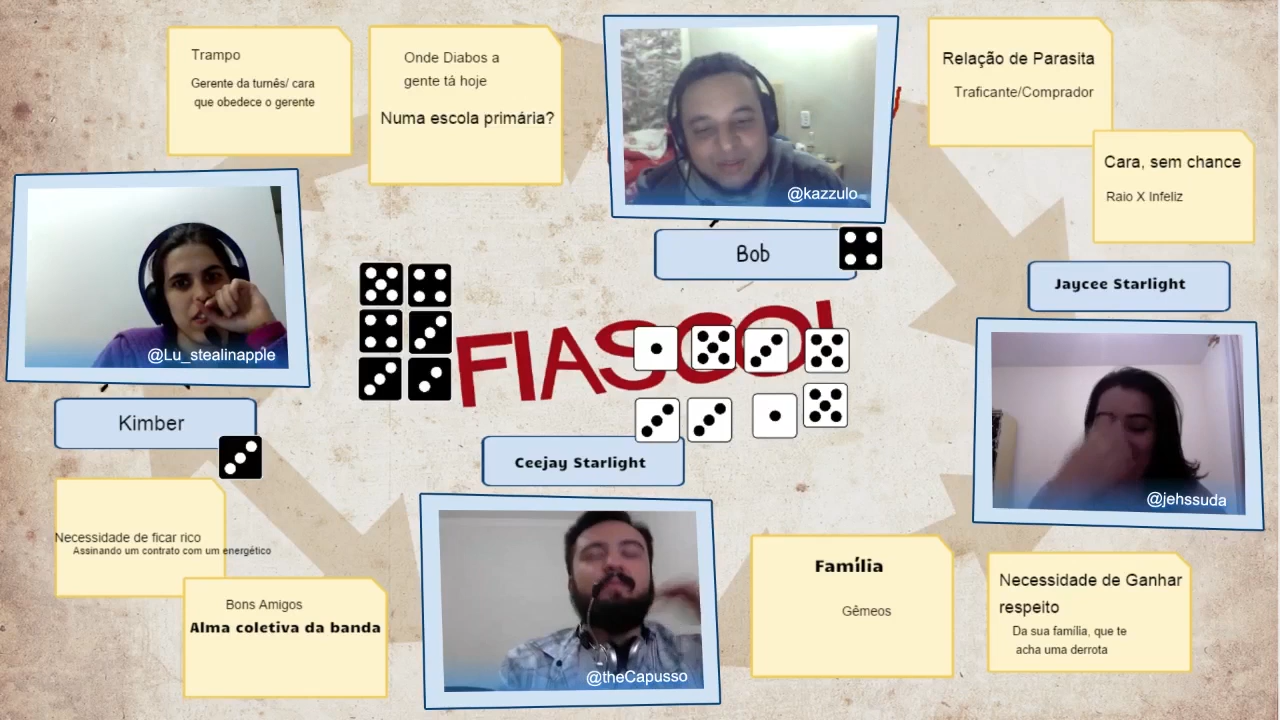 Trampo
Gerente da turnês/ cara
que obedece o gerente
Onde Diabos a
gente tá hoje
Numa escola primária?
@kazzulo
Bob
Relação de Parasita
Traficante/Comprador
Cara, sem chance
Raio X Infeliz
@Lu_stealinapple
Kimber
FIASCO!
Jaycee Starlight
@jehssuda
Ceejay Starlight
@theCapusso
Necessidade de ficar rico
Assinando um contrato com um energético
Bons Amigos
Alma coletiva da banda
Família
Gêmeos
Necessidade de Ganhar
respeito
Da sua família, que te
acha uma derrota